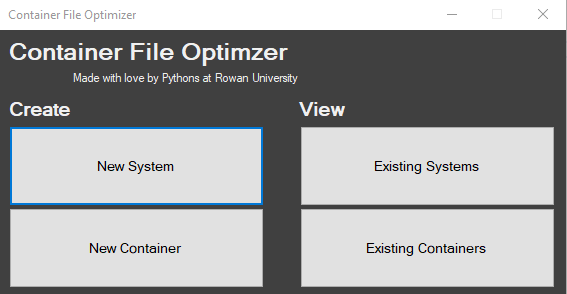 Container File Optimizer
Container File Optimzer
Made with love by Pythons at Rowan University
Create
View
New System
Existing Systems
New Container
Existing Containers